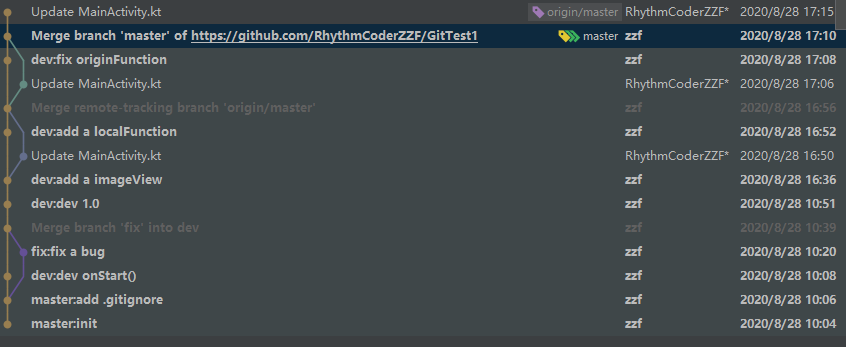 Update MainActivity.kt origin/master RhythmCoderZZF* 2020/8/28 17:15
Merge branch 'master' of https://github.com/RhythmCoderZZF/GitTest1 master zzf 2020/8/28 17:10
dev:fix originFunction zzf 2020/8/28 17:08
Update MainActivity.kt RhythmCoderZZF* 2020/8/28 17:06
Merge remote-tracking branch 'origin/master' zzf 2020/8/28 16:56
dev:add a localFunction zzf 2020/8/28 16:52
Update MainActivity.kt RhythmCoderZZF* 2020/8/28 16:50
dev:add a imageView zzf 2020/8/28 16:36
dev:dev 1.0 zzf 2020/8/28 10:51
Merge branch 'fix' into dev zzf 2020/8/28 10:39
fix:fix a bug zzf 2020/8/28 10:20
dev:dev onStart() zzf 2020/8/28 10:08
master:add .gitignore zzf 2020/8/28 10:06
master:init zzf 2020/8/28 10:04